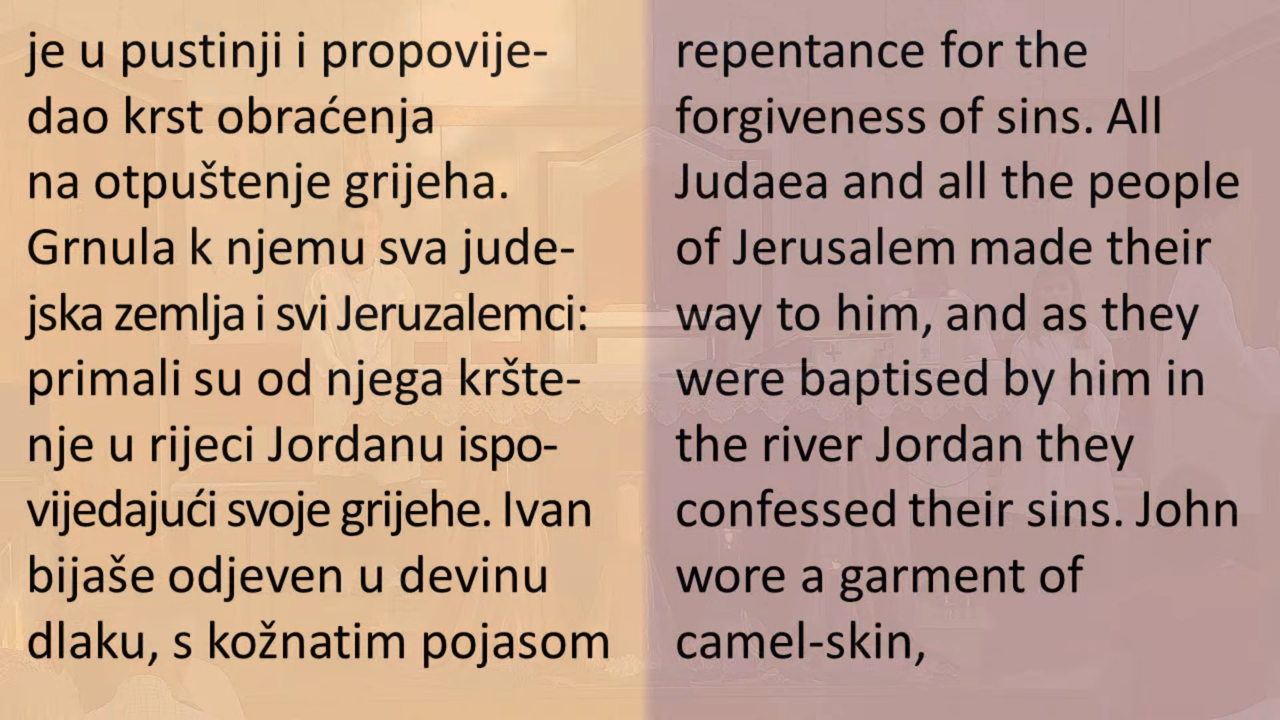 je u pustinji i propovije-
dao krst obraćenja
na otpuštenje grijeha.
Grnula k njemu sva jude-
jska zemlja i svi Jeruzalemci:
primali su od njega kršte-
nje u rijeci Jordanu ispo-
vijedajući svoje grijehe. Ivan
bijaše odjeven u devinu
dlaku, s kožnatim pojasom
repentance for the
forgiveness of sins. All
Judaea and all the people
of Jerusalem made their
way to him, and as they
were baptised by him in
the river Jordan they
confessed their sins. John
wore a garment of
camel-skin,